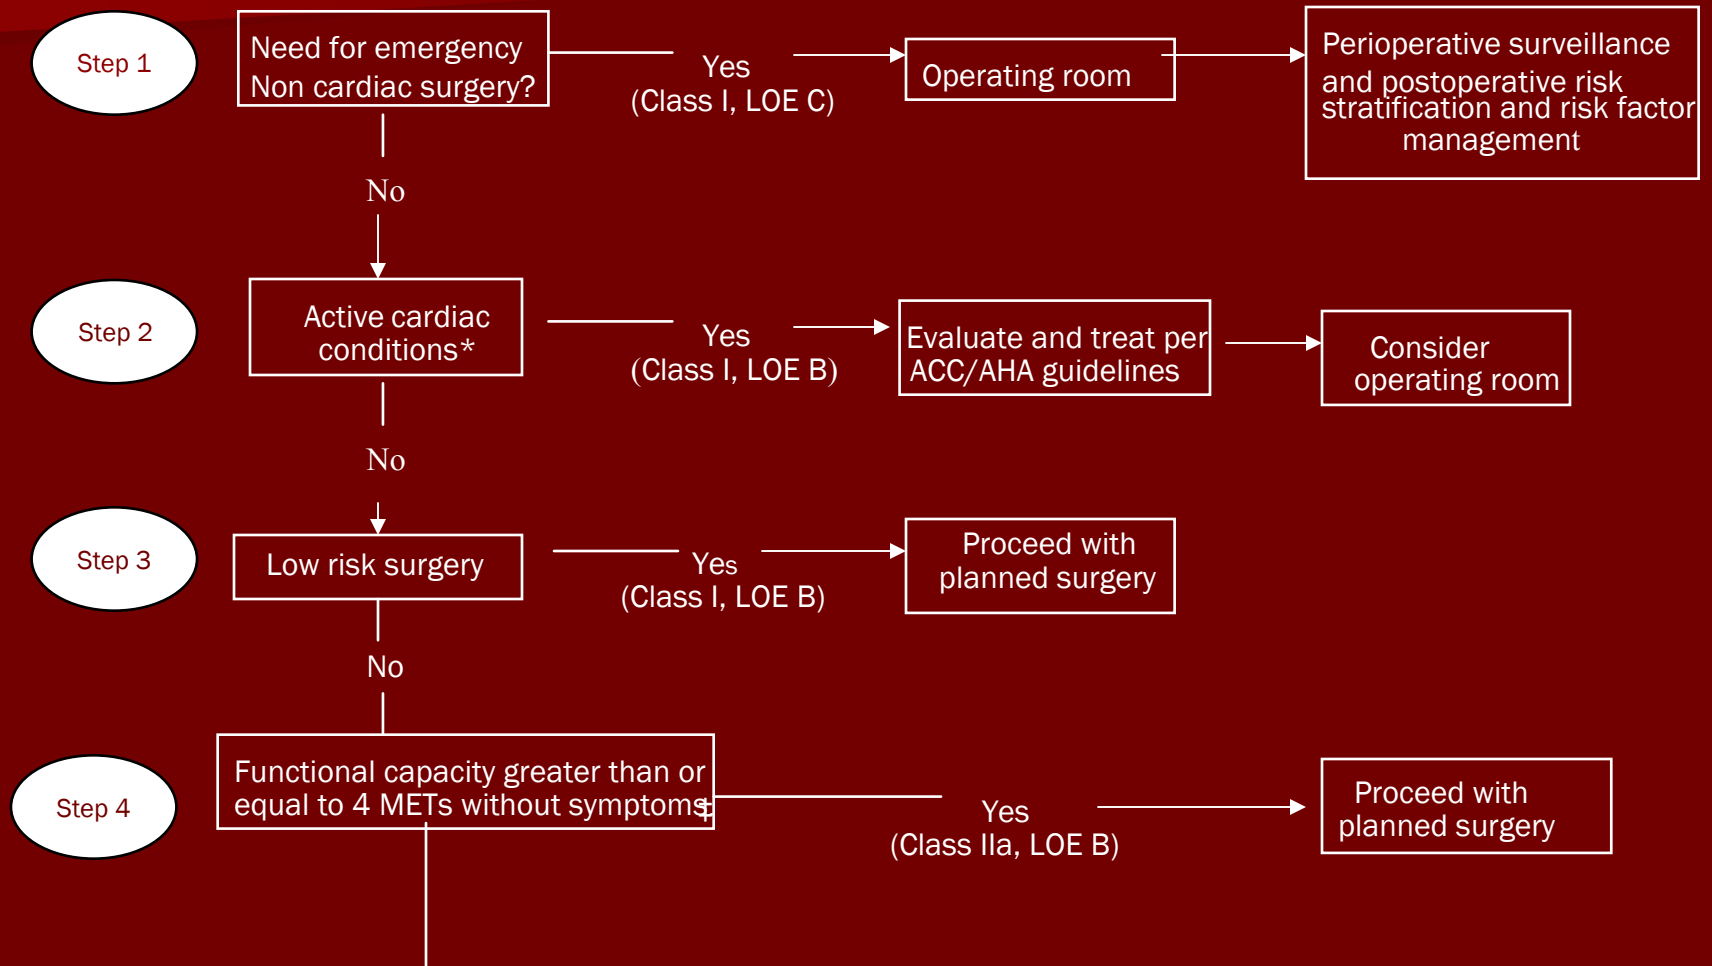 Step 1
Need for emergency
Non cardiac surgery?
Yes
(Class I, LOE C)
Operating room
Perioperative surveillance
and postoperative risk
stratification and risk factor
management
No
Step 2
Active cardiac
conditions*
Yes
(Class I, LOE B)
Evaluate and treat per
ACC/AHA guidelines
Consider
operating room
No
Step 3
Low risk surgery
Yes
(Class I, LOE B)
Proceed with
planned surgery
No
Step 4
Functional capacity greater than or
equal to 4 METs without symptoms‡
Yes
(Class IIa, LOE B)
Proceed with
planned surgery